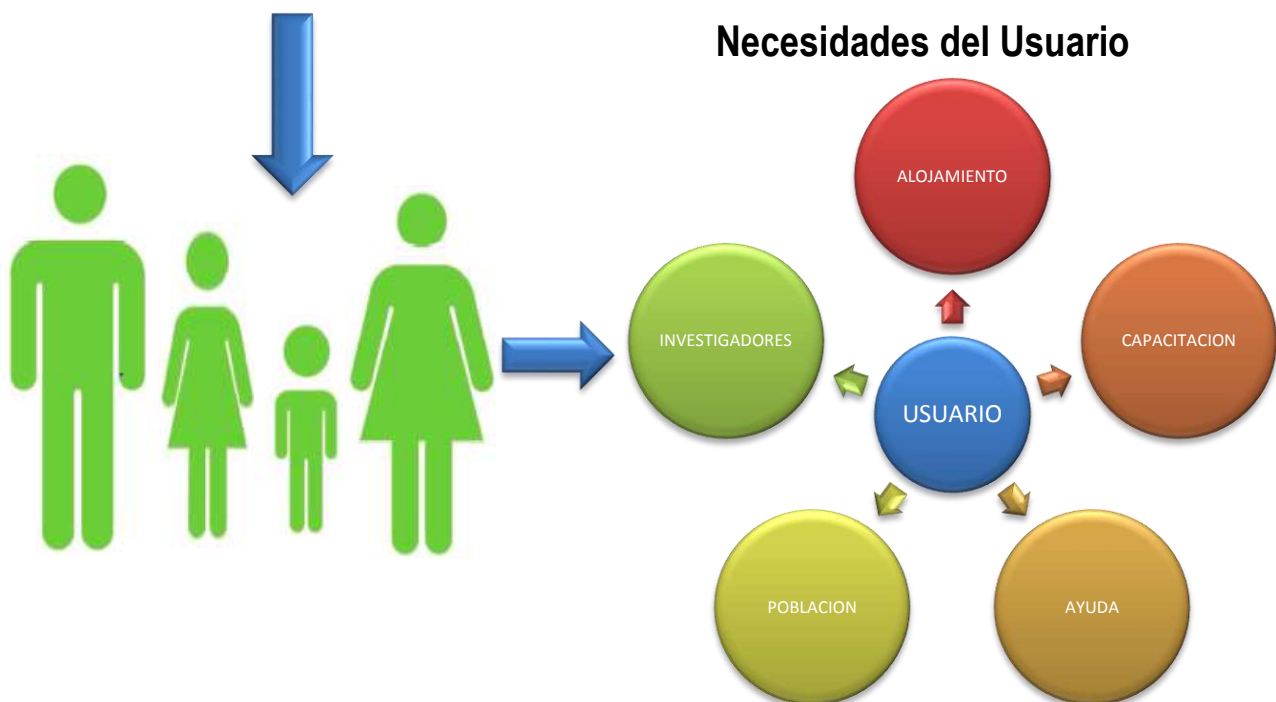 Necesidades del Usuario
ALOJAMIENTO
INVESTIGADORES
CAPACITACION
USUARIO
POBLACION
AYUDA